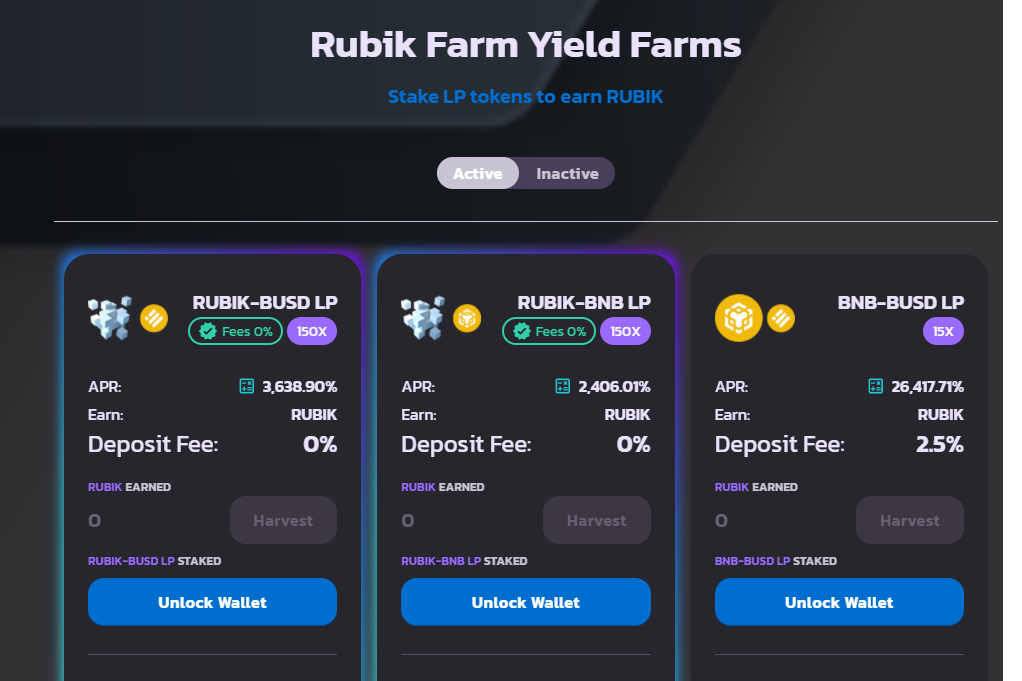 Rubik Farm Yield Farms
Stake LP tokens to earn RUBIK
Active Inactive
RUBIK-BUSD LP
Fees 0% 150X
APR: 3,638.90%
Earn: RUBIK
Deposit Fee: 0%
RUBIK EARNED
0 Harvest
RUBIK-BUSD LP STAKED
Unlock Wallet
RUBIK-BNB LP
Fees 0% 150X
APR: 2,406.01%
Earn: RUBIK
Deposit Fee: 0%
RUBIK EARNED
0 Harvest
RUBIK-BNB LP STAKED
Unlock Wallet
BNB-BUSD LP
15X
APR: 26,417.71%
Earn: RUBIK
Deposit Fee: 2.5%
RUBIK EARNED
0 Harvest
BNB-BUSD LP STAKED
Unlock Wallet